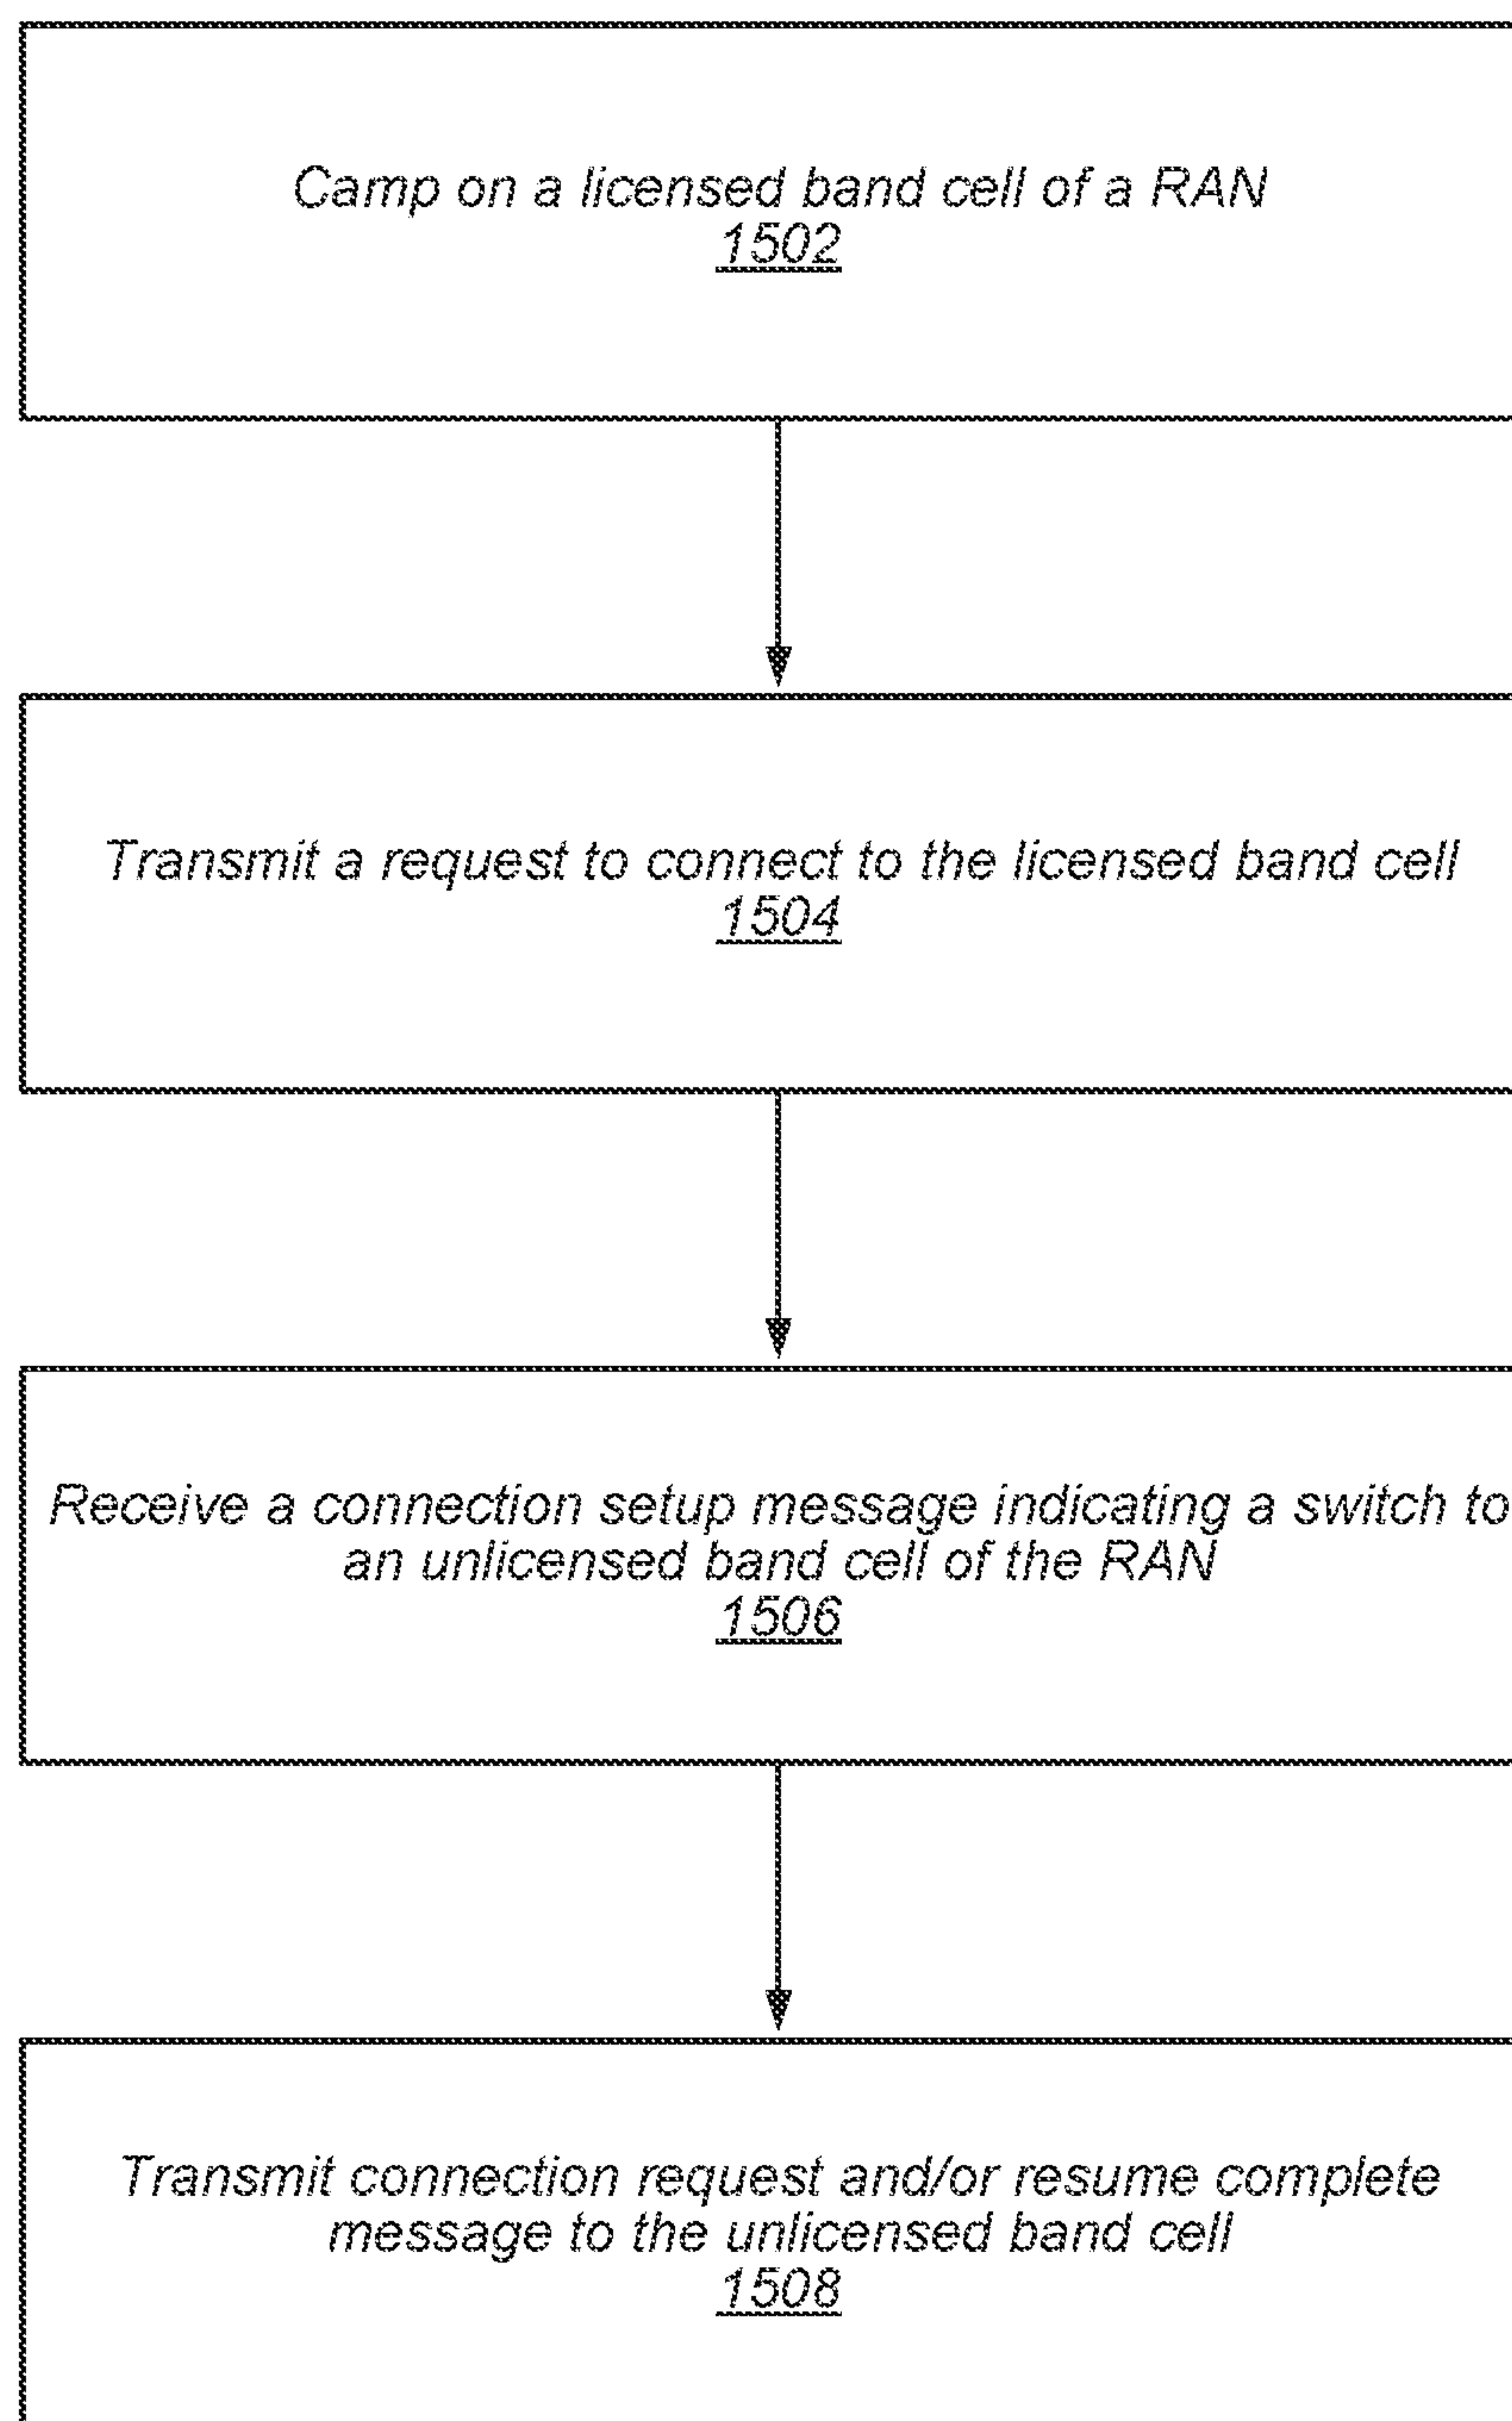 Camp on a licensed band cell of a RAN
1502
Transmit a request to connect to the licensed band cell
1504
Receive a connection setup message indicating a switch to
an unlicensed band cell of the RAN
1506
Transmit connection request and/or resume complete
message to the unlicensed band cell
1508